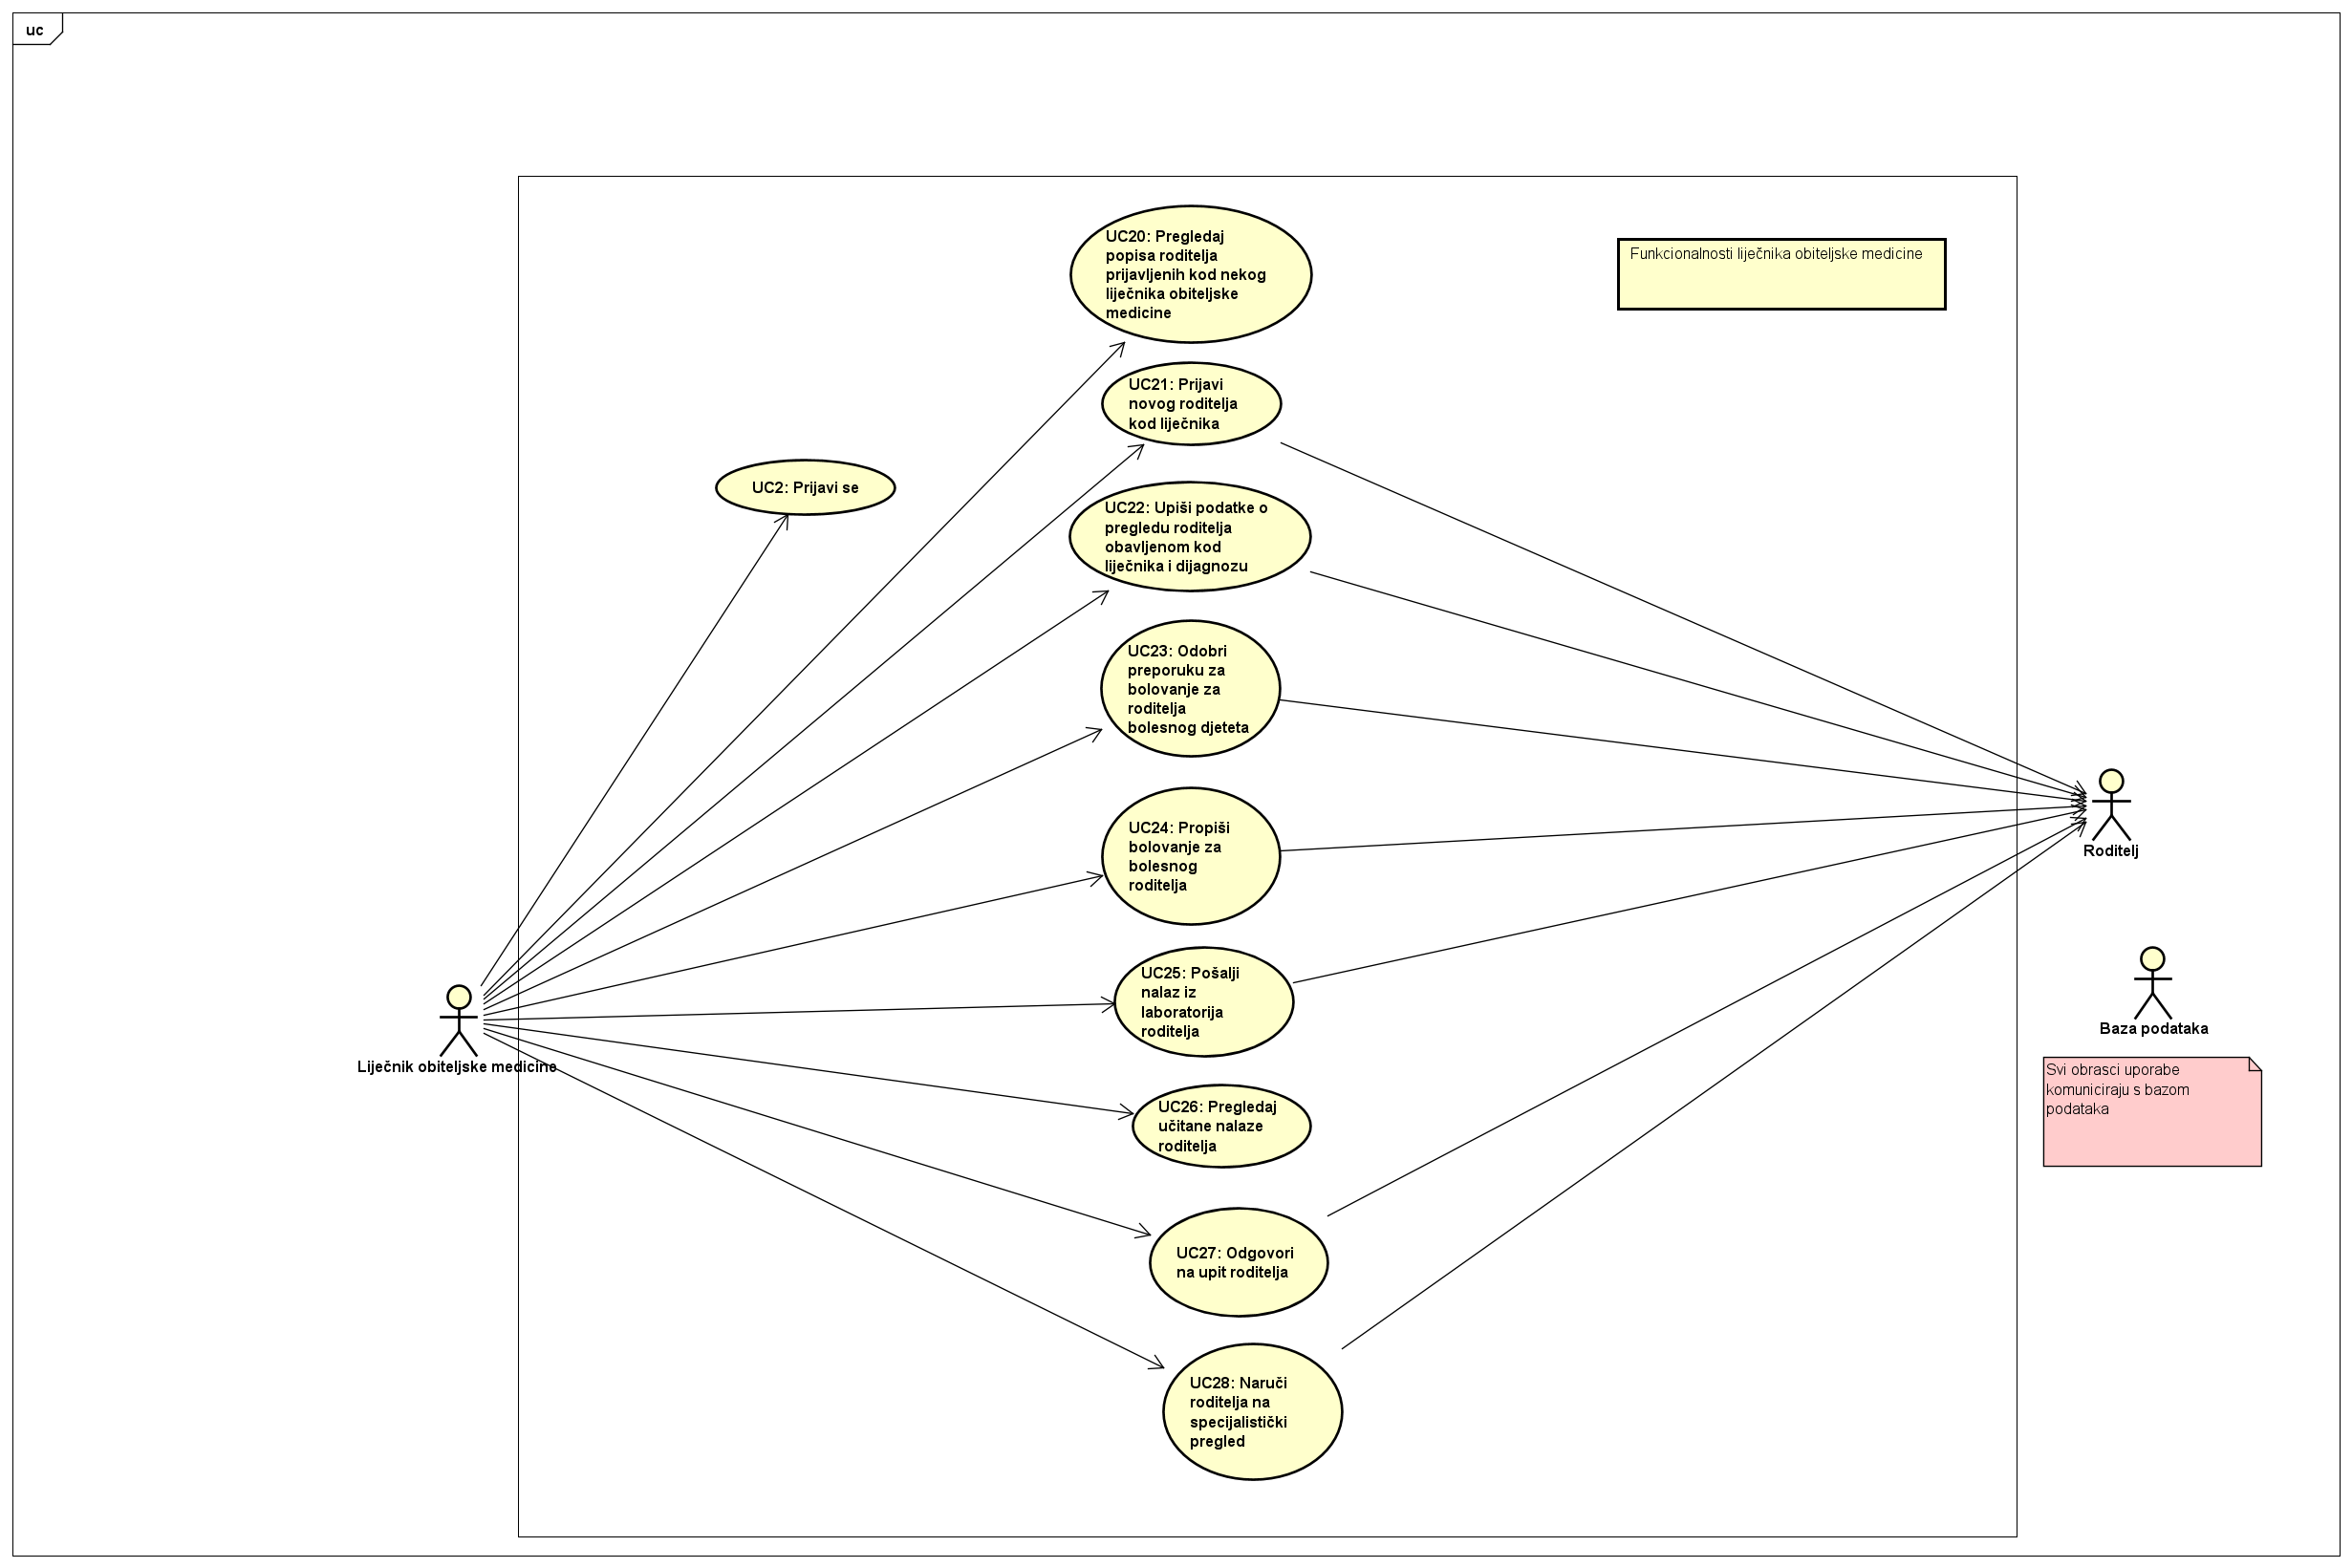 uc
UC20: Pregledaj
popisa roditelja
prijavljenih kod nekog
liječnika obiteljske
medicine
Funkcionalnosti liječnika obiteljske medicine
UC21: Prijavi
novog roditelja
kod liječnika
UC2: Prijavi se
UC22: Upiši podatke o
pregledu roditelja
obavljenom kod
liječnika i dijagnozu
UC23: Odobri
preporuku za
bolovanje za
roditelja
bolesnog djeteta
UC24: Propiši
bolovanje za
bolesnog
roditelja
Roditelj
UC25: Pošalji
nalaz iz
laboratorija
roditelja
Liječnik obiteljske medicine
Baza podataka
Svi obrasci uporabe
komuniciraju s bazom
podataka
UC26: Pregledaj
učitane nalaze
roditelja
UC27: Odgovori
na upit roditelja
UC28: Naruči
roditelja na
specijalistički
pregled